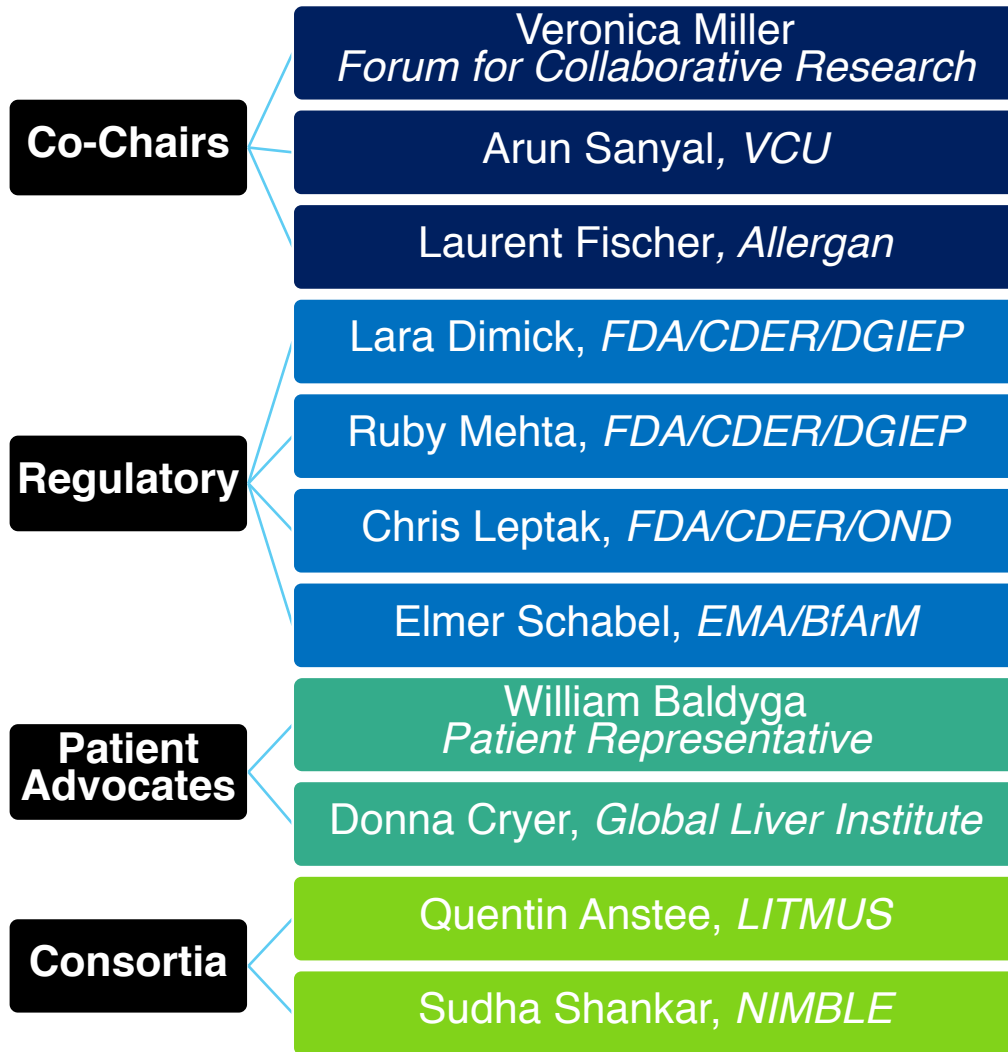 Co-Chairs
Veronica Miller
Forum for Collaborative Research
Arun Sanyal, VCU
Laurent Fischer, Allergan
Regulatory
Lara Dimick, FDA/CDER/DGIEP
Ruby Mehta, FDA/CDER/DGIEP
Chris Leptak, FDA/CDER/OND
Elmer Schabel, EMA/BfArM
Patient
Advocates
William Baldyga
Patient Representative
Donna Cryer, Global Liver Institute
Consortia
Quentin Anstee, LITMUS
Sudha Shankar, NIMBLE